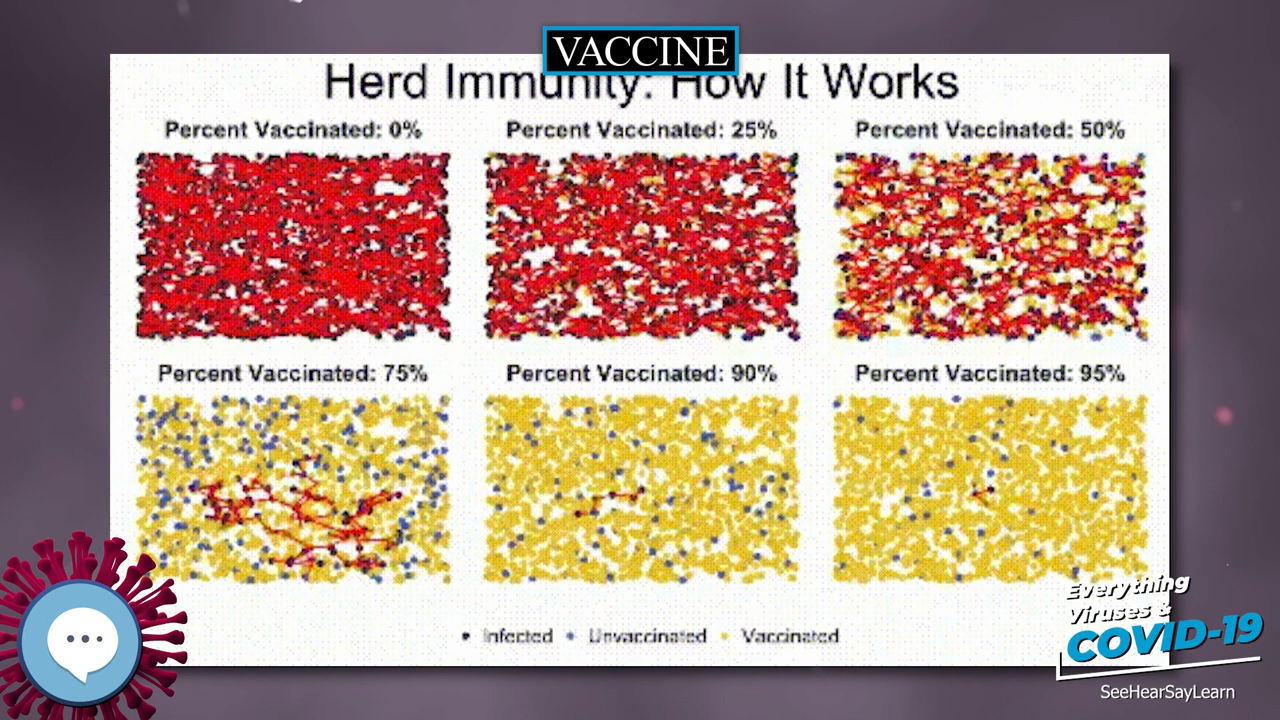 VACCINE
Herd Immunity: How It Works
Percent Vaccinated: 0%
Percent Vaccinated: 25%
Percent Vaccinated: 50%
Percent Vaccinated: 75%
Percent Vaccinated: 90%
Percent Vaccinated: 95%
Infected
Unvaccinated
Vaccinated
Everything
Viruses &
COVID-19
SeeHearSayLearn